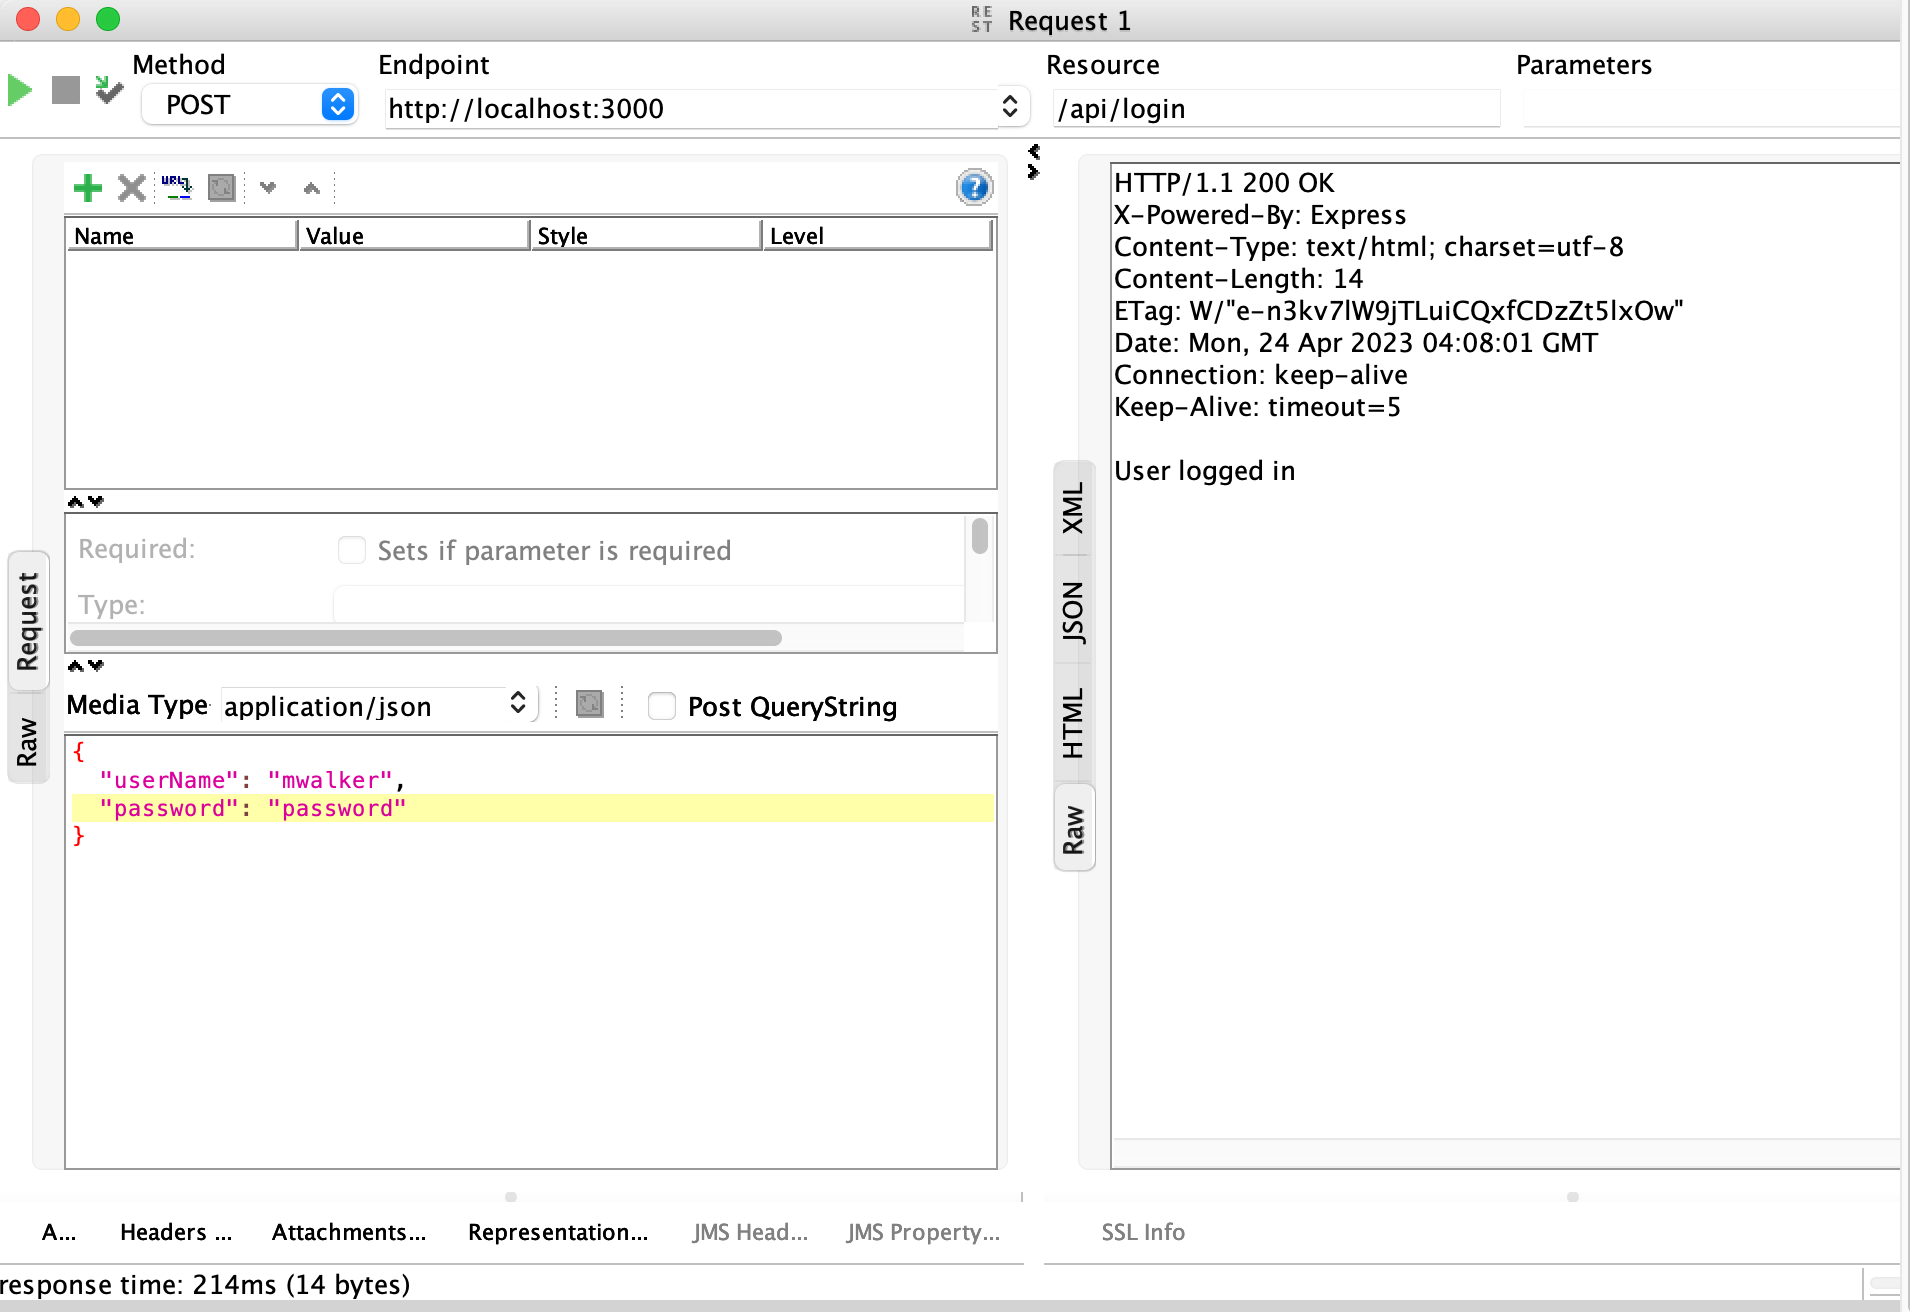 REST Request 1
Method Endpoint Resource Parameters
POST http://localhost:3000 /api/login
URL
?
Name Value Style Level
Required: Sets if parameter is required
Type:
Request
Raw
Media Type application/json Post QueryString
{
"userName": "mwalker",
"password": "password"
}
XML
JSON
HTML
Raw
HTTP/1.1 200 OK
X-Powered-By: Express
Content-Type: text/html; charset=utf-8
Content-Length: 14
ETag: W/"e-n3kv7lW9jTLuiCQxfCDzZt5lxOw"
Date: Mon, 24 Apr 2023 04:08:01 GMT
Connection: keep-alive
Keep-Alive: timeout=5
User logged in
A... Headers ... Attachments... Representation... JMS Head... JMS Property... SSL Info
response time: 214ms (14 bytes)